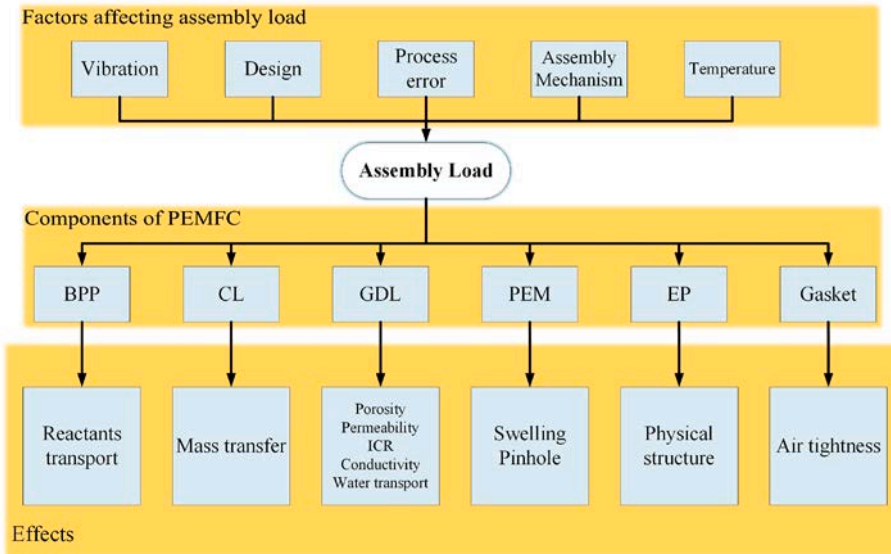 Factors affecting assembly load
Vibration
Design
Process
error
Assembly
Mechanism
Temperature
Assembly Load
Components of PEMFC
BPP
CL
GDL
PEM
EP
Gasket
Reactants
transport
Mass transfer
Porosity
Permeability
ICR
Conductivity
Water transport
Swelling
Pinhole
Physical
structure
Air tightness
Effects